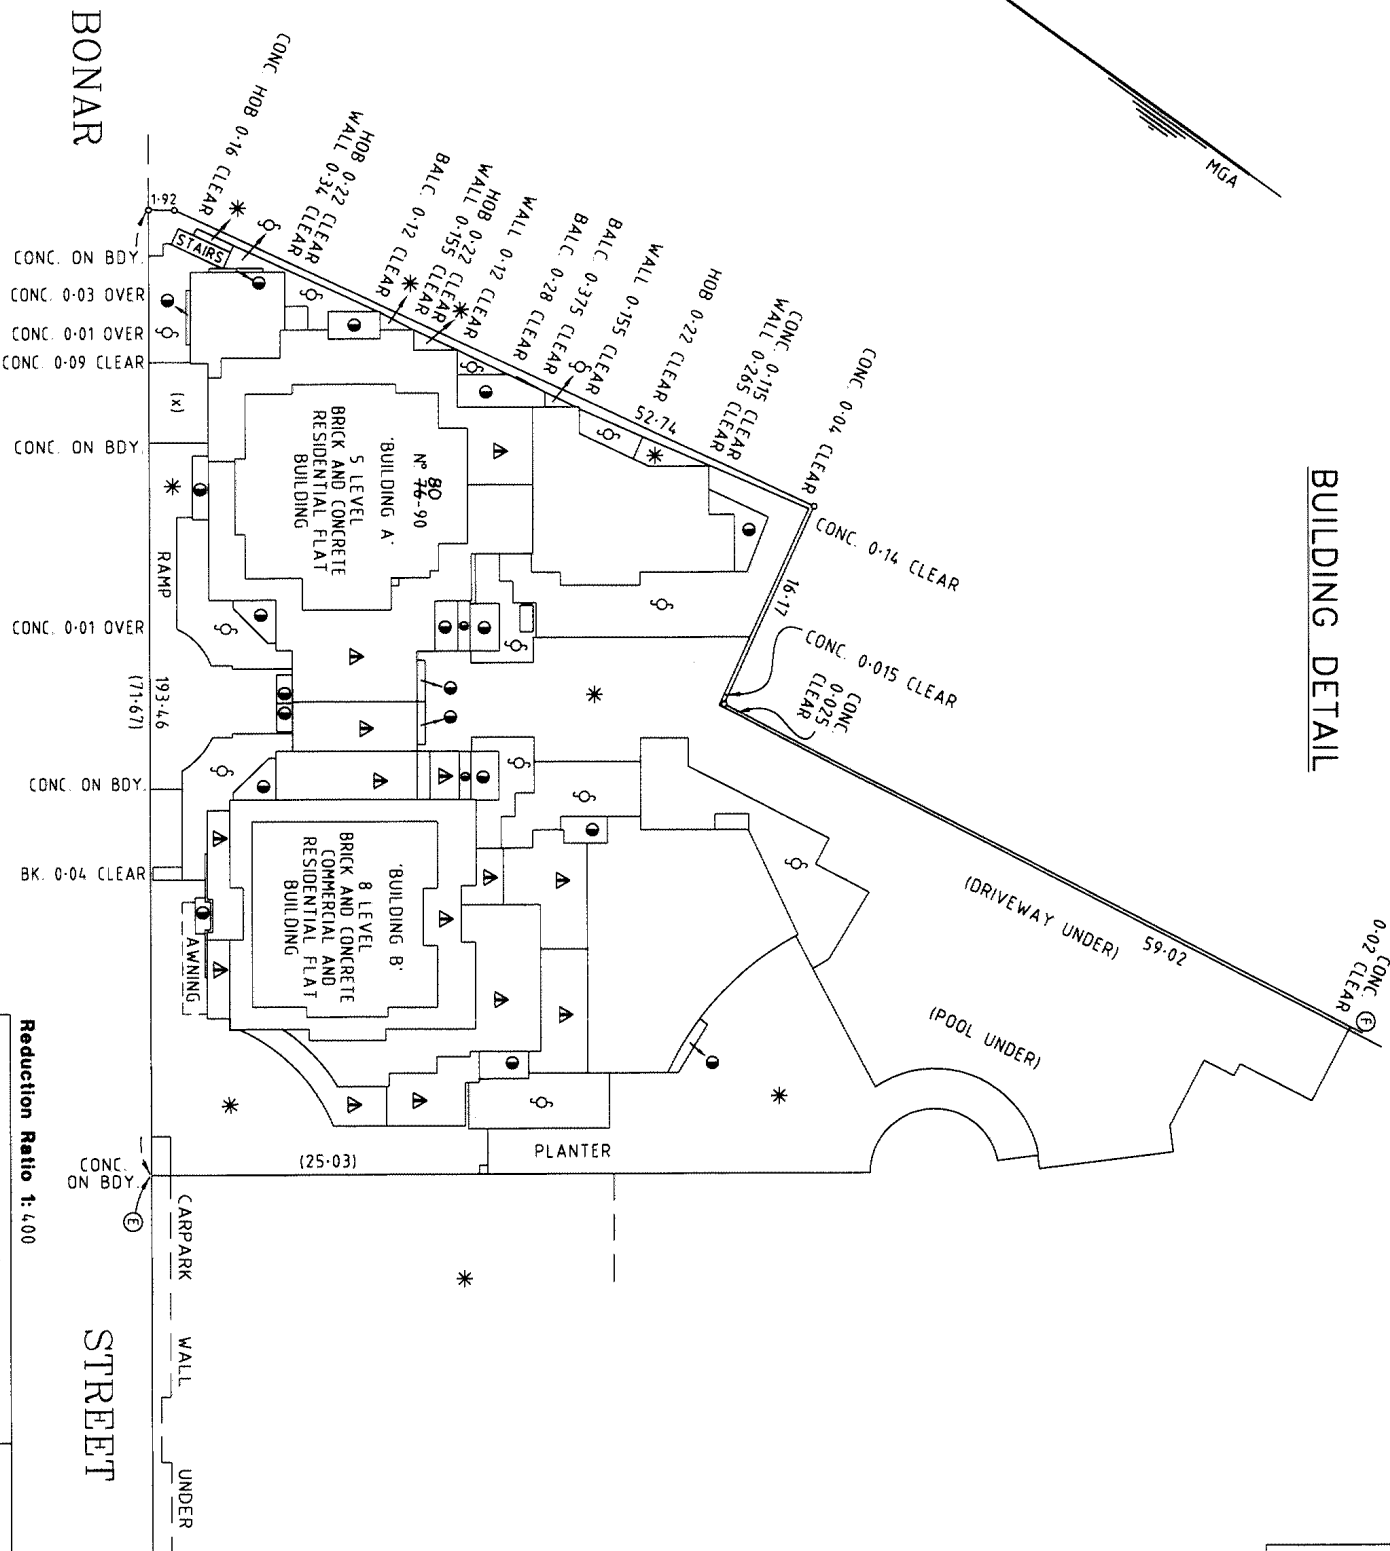 BUILDING DETAIL
MGA
BONAR
STREET
CONC. HOB 0·16 CLEAR
HOB 0·22 CLEAR
WALL 0·34 CLEAR
BALC. 0·12 CLEAR
HOB 0·22 CLEAR
WALL 0·155 CLEAR
WALL 0·12 CLEAR
BALC. 0·28 CLEAR
BALC. 0·375 CLEAR
WALL 0·155 CLEAR
HOB 0·22 CLEAR
CONC. 0·115 CLEAR
WALL 0·265 CLEAR
CONC. 0·04 CLEAR
CONC. 0·14 CLEAR
CONC. 0·015 CLEAR
CONC.
0·025
CLEAR
CONC.
0·02 CLEAR
F
1·92
52·74
16·17
59·02
STAIRS
CONC. ON BDY.
CONC. 0·03 OVER
CONC. 0·01 OVER
CONC. 0·09 CLEAR
(x)
CONC. ON BDY.
RAMP
CONC. 0·01 OVER
193·46
(71·67)
CONC. ON BDY.
BK. 0·04 CLEAR
AWNING
80
Nº 76-90
'BUILDING A'
5 LEVEL
BRICK AND CONCRETE
RESIDENTIAL FLAT
BUILDING
'BUILDING B'
8 LEVEL
BRICK AND CONCRETE
COMMERCIAL AND
RESIDENTIAL FLAT
BUILDING
(DRIVEWAY UNDER)
(POOL UNDER)
PLANTER
(25·03)
CONC.
ON BDY.
E
CARPARK WALL UNDER
Reduction Ratio 1: 400